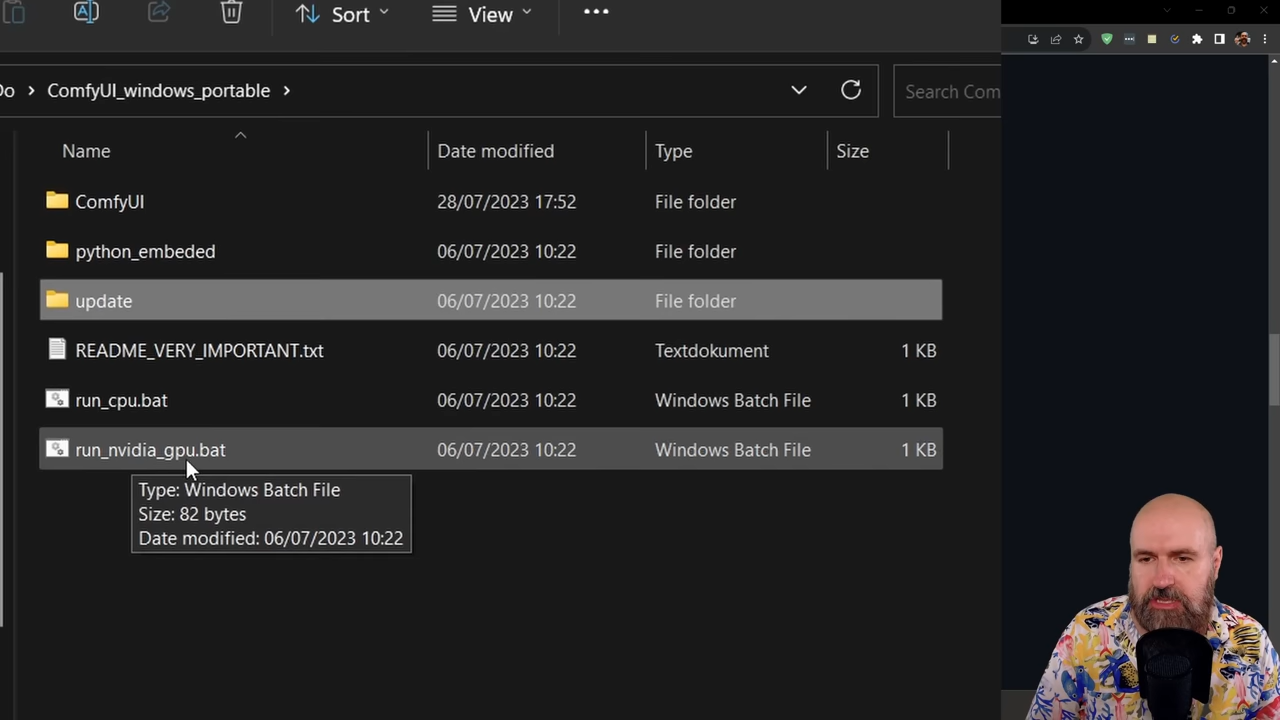 Sort
View
Do > ComfyUI_windows_portable >
Search Com
Name Date modified Type Size
ComfyUI 28/07/2023 17:52 File folder
python_embeded 06/07/2023 10:22 File folder
update 06/07/2023 10:22 File folder
README_VERY_IMPORTANT.txt 06/07/2023 10:22 Textdokument 1 KB
run_cpu.bat 06/07/2023 10:22 Windows Batch File 1 KB
run_nvidia_gpu.bat 06/07/2023 10:22 Windows Batch File 1 KB
Type: Windows Batch File
Size: 82 bytes
Date modified: 06/07/2023 10:22